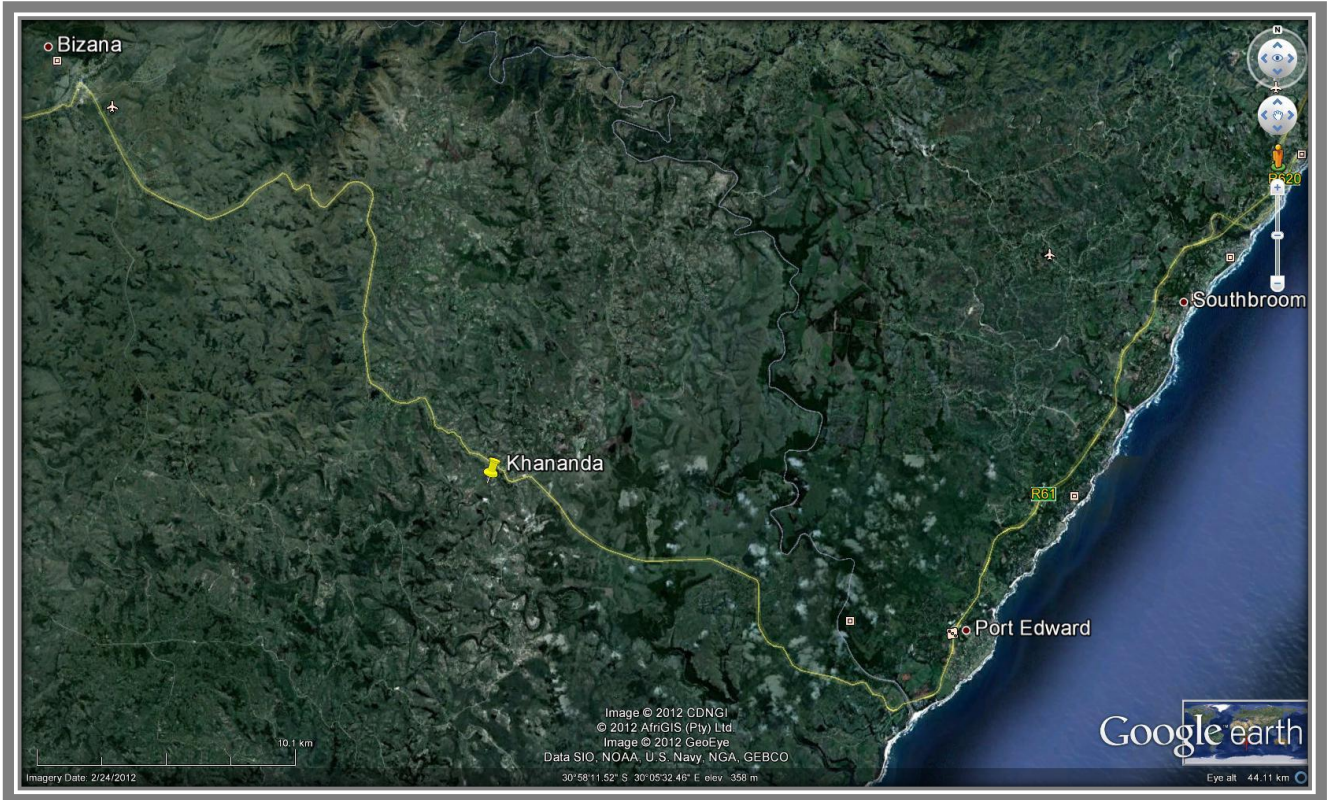 Bizana
N
R620
Southbroom
Khananda
R61
Port Edward
10.1 km
Image © 2012 CDNGI
© 2012 AfriGIS (Pty) Ltd
Image © 2012 GeoEye
Data SIO, NOAA, U.S. Navy, NGA, GEBCO
Google earth
Imagery Date: 2/24/2012
30°58'11.52" S 30°05'32.46" E elev 358 m
Eye alt 44.11 km